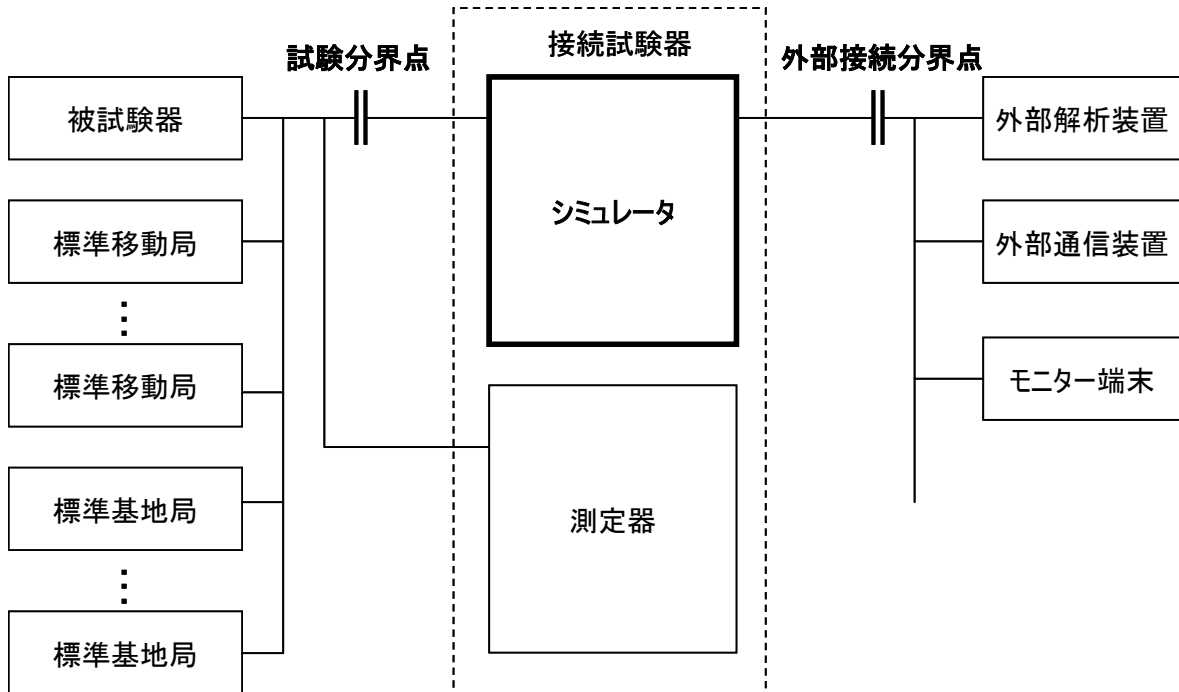 接続試験器
試験分界点
外部接続分界点
被試験器
標準移動局
⋮
標準移動局
標準基地局
⋮
標準基地局
シミュレータ
測定器
外部解析装置
外部通信装置
モニター端末